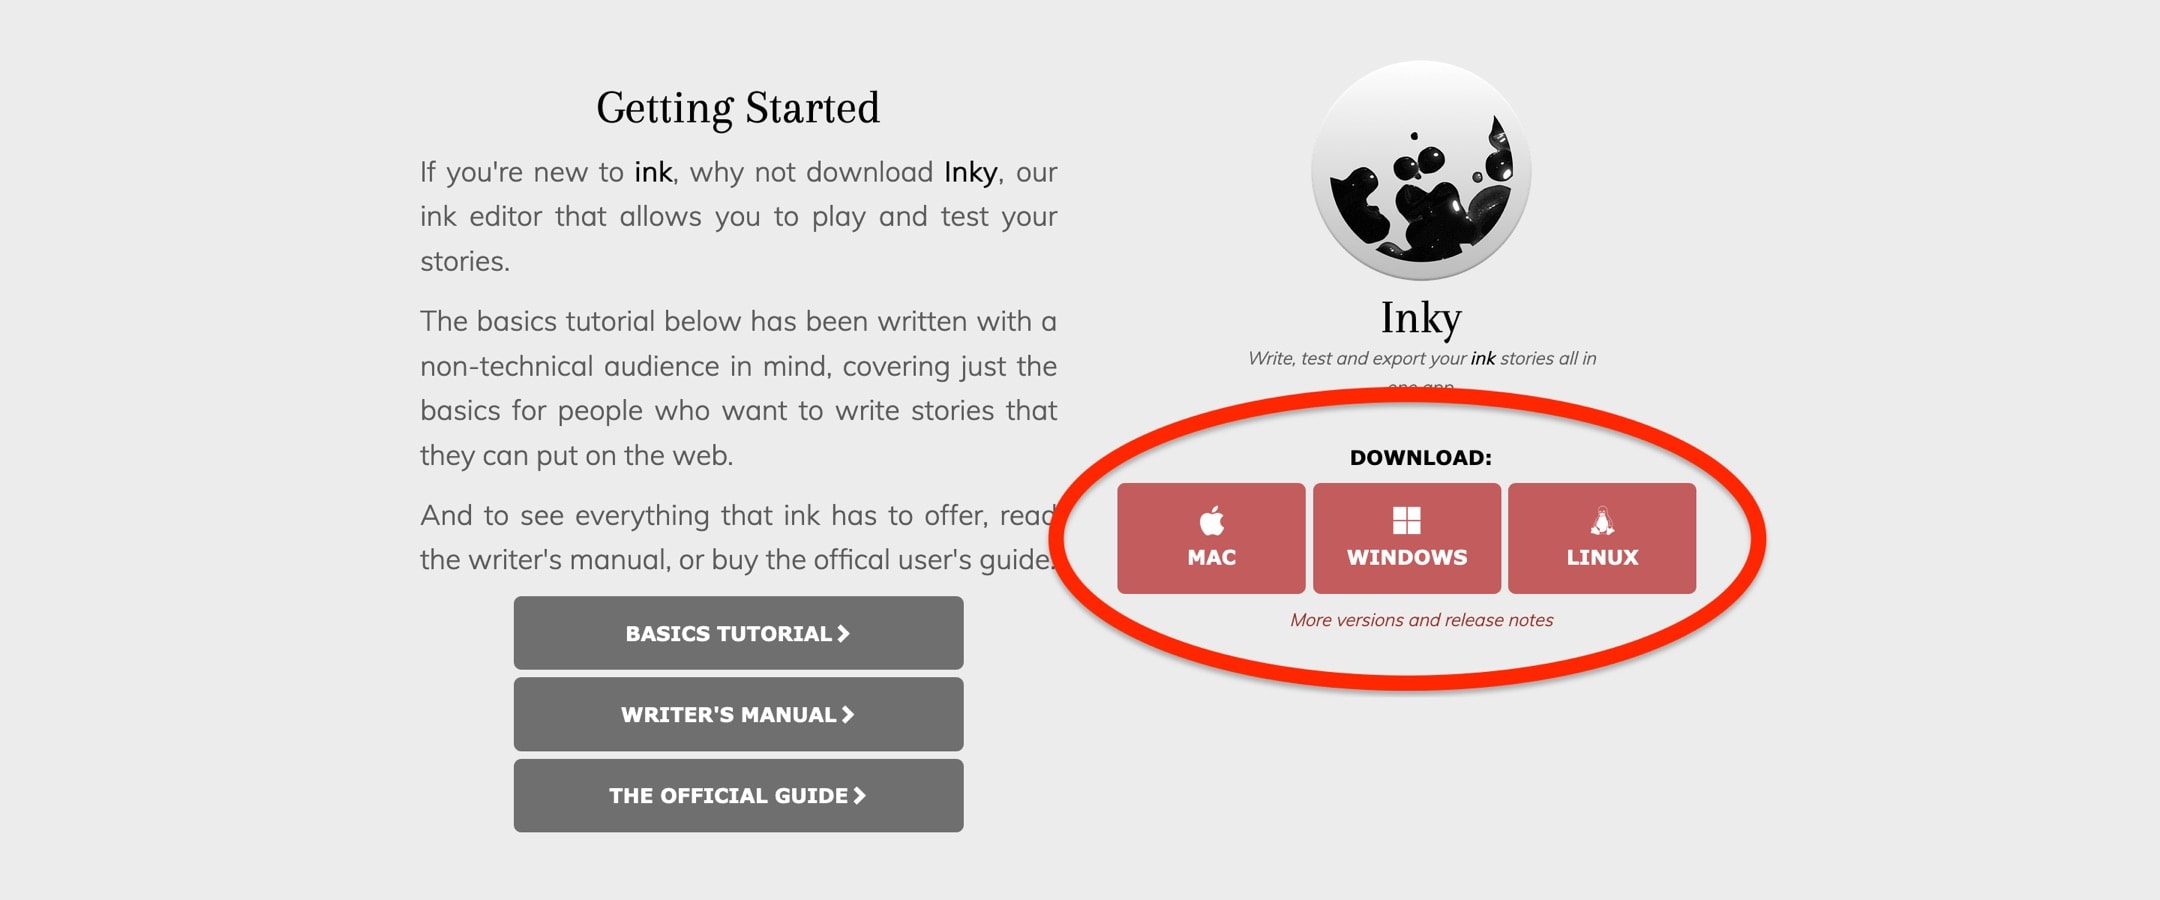 Getting Started
If you're new to ink, why not download Inky, our
ink editor that allows you to play and test your
stories.
The basics tutorial below has been written with a
non-technical audience in mind, covering just the
basics for people who want to write stories that
they can put on the web.
And to see everything that ink has to offer, read
the writer's manual, or buy the offical user's guide.
BASICS TUTORIAL
WRITER'S MANUAL
THE OFFICIAL GUIDE
Inky
Write, test and export your ink stories all in
one app
DOWNLOAD:
MAC
WINDOWS
LINUX
More versions and release notes